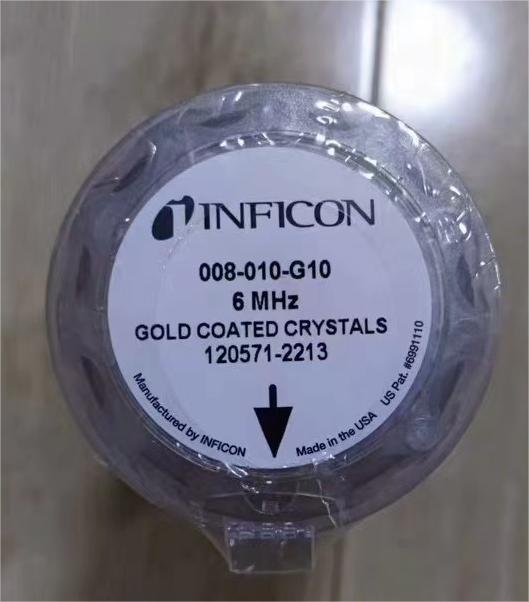 INFICON
008-010-G10
6 MHz
GOLD COATED CRYSTALS
120571-2213
Manufactured by INFICON
Made in the USA
US Pat. #6991110